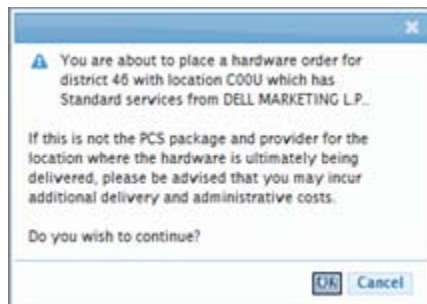 You are about to place a hardware order for
district 46 with location C00U which has
Standard services from DELL MARKETING L.P..
If this is not the PCS package and provider for the
location where the hardware is ultimately being
delivered, please be advised that you may incur
additional delivery and administrative costs.
Do you wish to continue?
OK Cancel